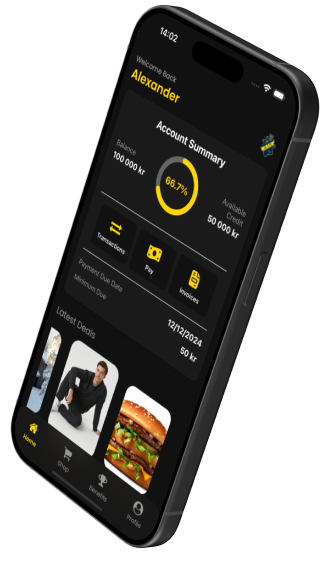 14:02
Welcome Back
Alexander
Account Summary
Balance
100 000 kr
66.7%
Available
Credit
50 000 kr
Transactions
Pay
Invoices
Payment Due Date
12/12/2024
Minimum Due
50 kr
Latest Deals
Home
Shop
Benefits
Profile